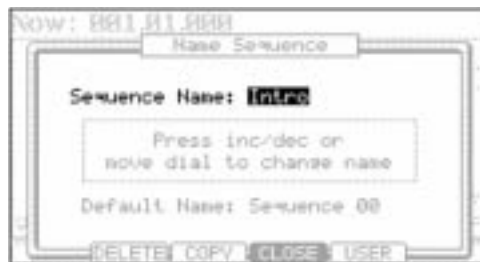 Now: 001.01.000
Name Sequence
Sequence Name: Intro
Press inc/dec or
move dial to change name
Default Name: Sequence 00
DELETE COPY CLOSE USER